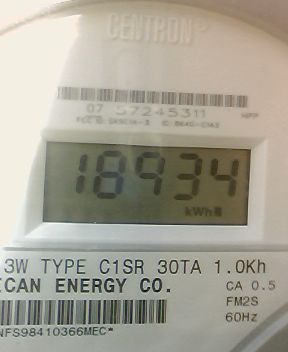 CENTRON®
07 57245311
HPP
18934
kWh
3W TYPE C1SR 30TA 1.0Kh
ICAN ENERGY CO.
CA 0.5
FM2S
60Hz
NFS98410366MEC*